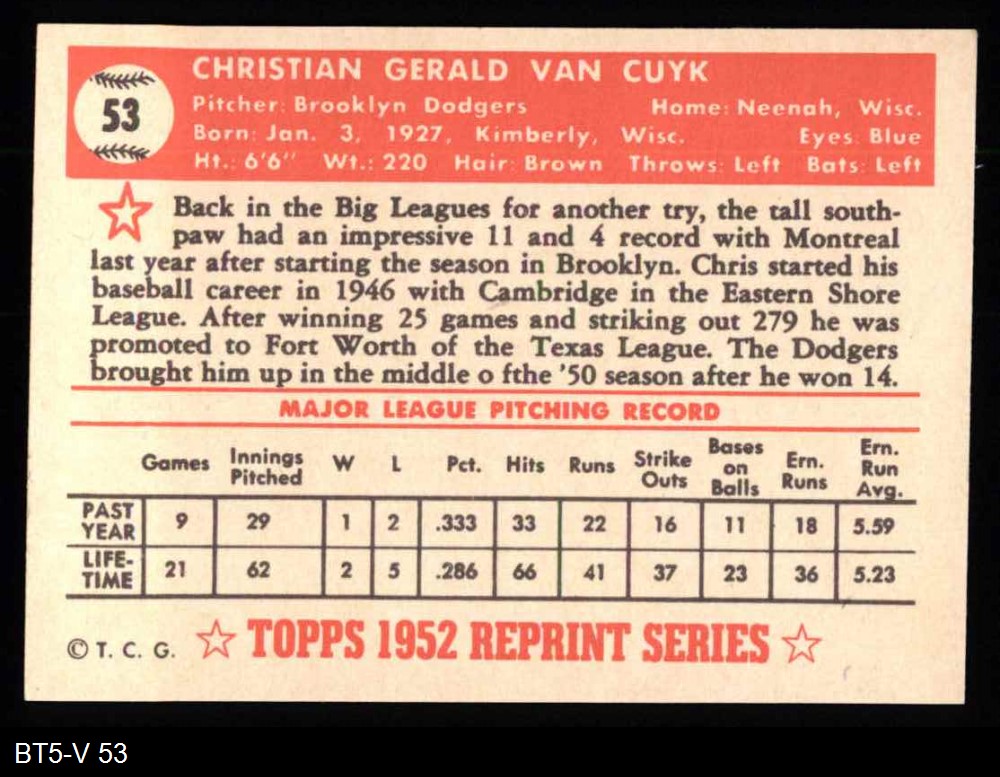 53
CHRISTIAN GERALD VAN CUYK
Pitcher: Brooklyn Dodgers Home: Neenah, Wisc.
Born: Jan. 3, 1927, Kimberly, Wisc. Eyes: Blue
Ht.: 6'6" Wt.: 220 Hair: Brown Throws: Left Bats: Left
Back in the Big Leagues for another try, the tall south-
paw had an impressive 11 and 4 record with Montreal
last year after starting the season in Brooklyn. Chris started his
baseball career in 1946 with Cambridge in the Eastern Shore
League. After winning 25 games and striking out 279 he was
promoted to Fort Worth of the Texas League. The Dodgers
brought him up in the middle o fthe '50 season after he won 14.
MAJOR LEAGUE PITCHING RECORD
Games Innings Pitched W L Pct. Hits Runs Strike Outs Bases on Balls Ern. Runs Ern. Run Avg.
PAST YEAR 9 29 1 2 .333 33 22 16 11 18 5.59
LIFE-TIME 21 62 2 5 .286 66 41 37 23 36 5.23
© T. C. G. TOPPS 1952 REPRINT SERIES
BT5-V 53